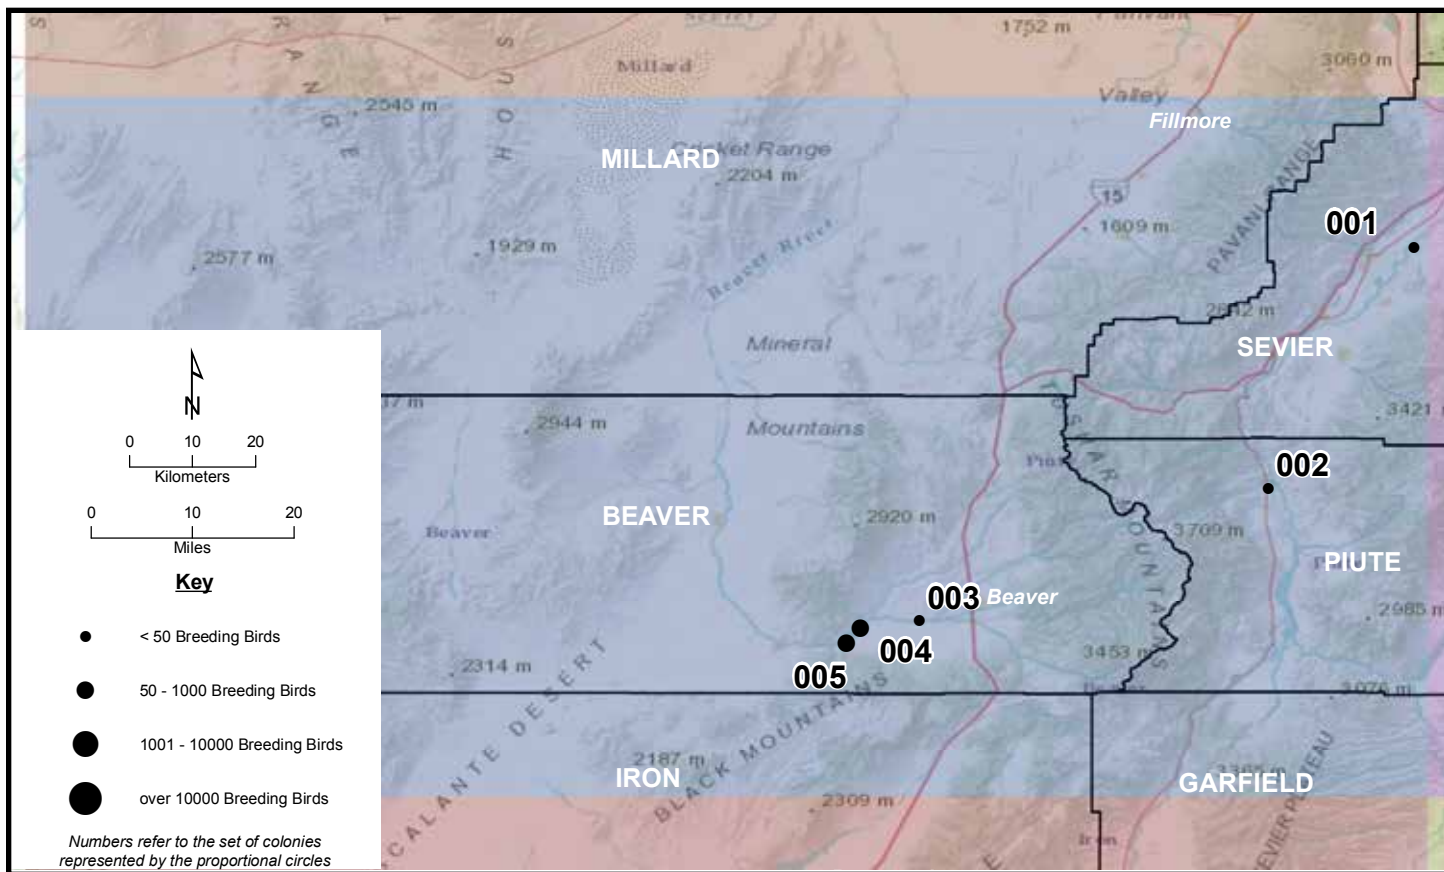 1752 m
3060 m
Millard
Valley
2545 m
Fillmore
RANGE
HOUSE
Cricket Range
MILLARD
2204 m
15
001
1609 m
1929 m
2577 m
Beaver River
Mineral
SEVIER
N
0 10 20
Kilometers
Mountains
2944 m
3421 m
002
0 10 20
Miles
BEAVER
2920 m
Beaver
3709 m
PIUTE
Key
003
Beaver
2985 m
< 50 Breeding Birds
004
3453 m
2314 m
005
50 - 1000 Breeding Birds
3076 m
1001 - 10000 Breeding Birds
2187 m
IRON
BLACK MOUNTAINS
GARFIELD
over 10000 Breeding Birds
2309 m
Numbers refer to the set of colonies
represented by the proportional circles